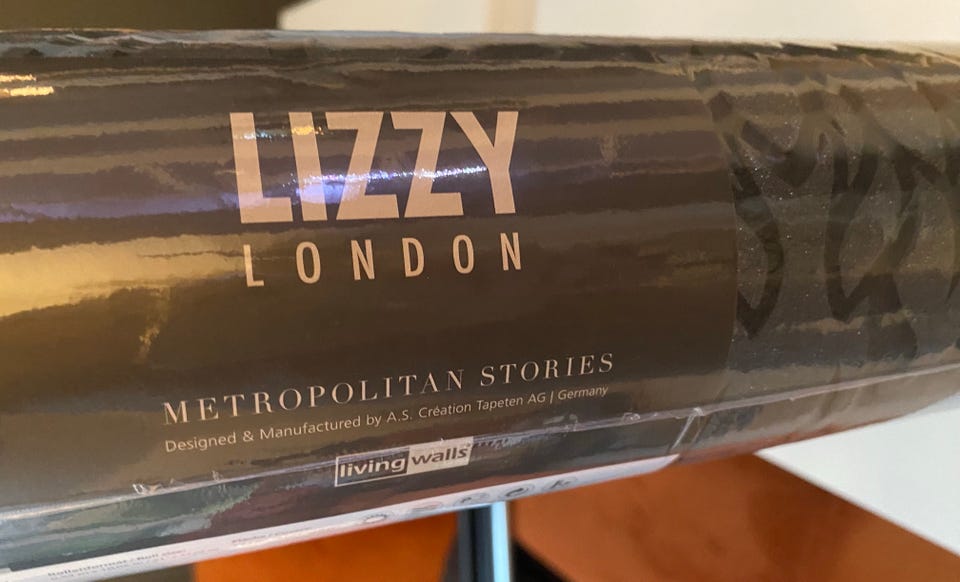 LIZZY
LONDON
METROPOLITAN STORIES
Designed & Manufactured by A.S. Création Tapeten AG | Germany
living walls